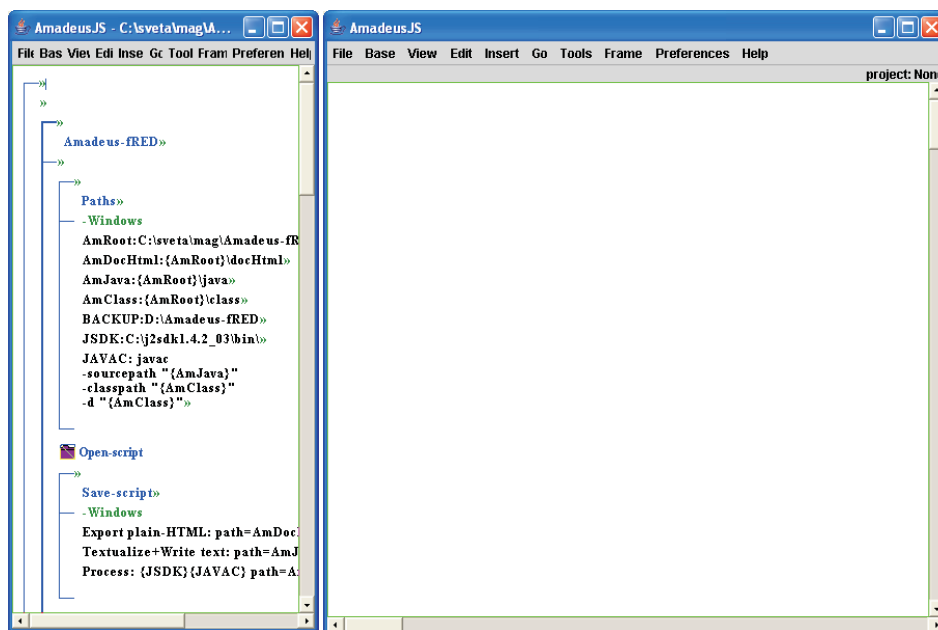 AmadeusJS - C:\sveta\mag\A...
File Bas Viev Edi Inse Go Tool Fram Preferen Help
»
»
»
Amadeus-fRED»
»
»
Paths»
-Windows
AmRoot:C:\sveta\mag\Amadeus-fR
AmDocHtml:{AmRoot}\docHtml»
AmJava:{AmRoot}\java»
AmClass:{AmRoot}\class»
BACKUP:D:\Amadeus-fRED»
JSDK:C:\j2sdk1.4.2_03\bin\»
JAVAC: javac
-sourcepath "{AmJava}"
-classpath "{AmClass}"
-d "{AmClass}"»
Open-script
»
Save-script»
-Windows
Export plain-HTML: path=AmDoc
Textualize+Write text: path=AmJ
Process: {JSDK}{JAVAC} path=A
AmadeusJS
File Base View Edit Insert Go Tools Frame Preferences Help
project: None